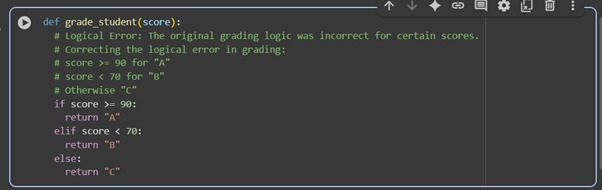 def grade_student(score):
  # Logical Error: The original grading logic was incorrect for certain scores.
  # Correcting the logical error in grading:
  # score >= 90 for "A"
  # score < 70 for "B"
  # Otherwise "C"
  if score >= 90:
    return "A"
  elif score < 70:
    return "B"
  else:
    return "C"